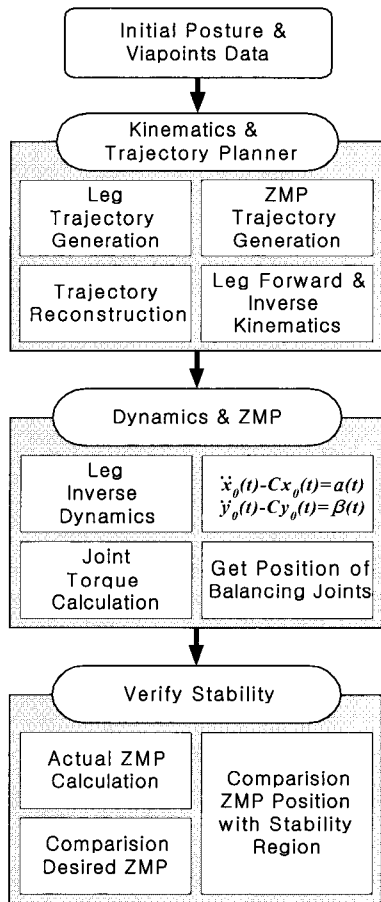 Initial Posture &
Viapoints Data
Kinematics &
Trajectory Planner
Leg
Trajectory
Generation
ZMP
Trajectory
Generation
Trajectory
Reconstruction
Leg Forward &
Inverse
Kinematics
Dynamics & ZMP
Leg
Inverse
Dynamics
ẍ₀(t)-Cx₀(t)=α(t)
ÿ₀(t)-Cy₀(t)=β(t)
Joint
Torque
Calculation
Get Position of
Balancing Joints
Verify Stability
Actual ZMP
Calculation
Comparision
Desired ZMP
Comparision
ZMP Position
with Stability
Region